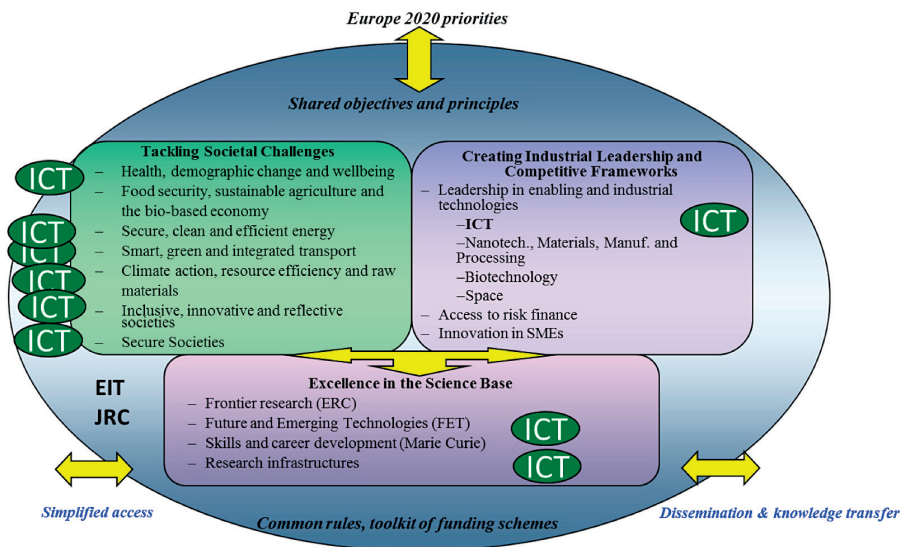 Europe 2020 priorities
Shared objectives and principles
Tackling Societal Challenges
ICT
– Health, demographic change and wellbeing
– Food security, sustainable agriculture and
the bio-based economy
ICT
– Secure, clean and efficient energy
ICT
– Smart, green and integrated transport
ICT
– Climate action, resource efficiency and raw
materials
ICT
– Inclusive, innovative and reflective
societies
ICT
– Secure Societies
Creating Industrial Leadership and
Competitive Frameworks
– Leadership in enabling and industrial
technologies
–ICT
ICT
–Nanotech., Materials, Manuf. and
Processing
–Biotechnology
–Space
– Access to risk finance
– Innovation in SMEs
EIT
JRC
Excellence in the Science Base
– Frontier research (ERC)
– Future and Emerging Technologies (FET)
ICT
– Skills and career development (Marie Curie)
– Research infrastructures
ICT
Simplified access
Common rules, toolkit of funding schemes
Dissemination & knowledge transfer